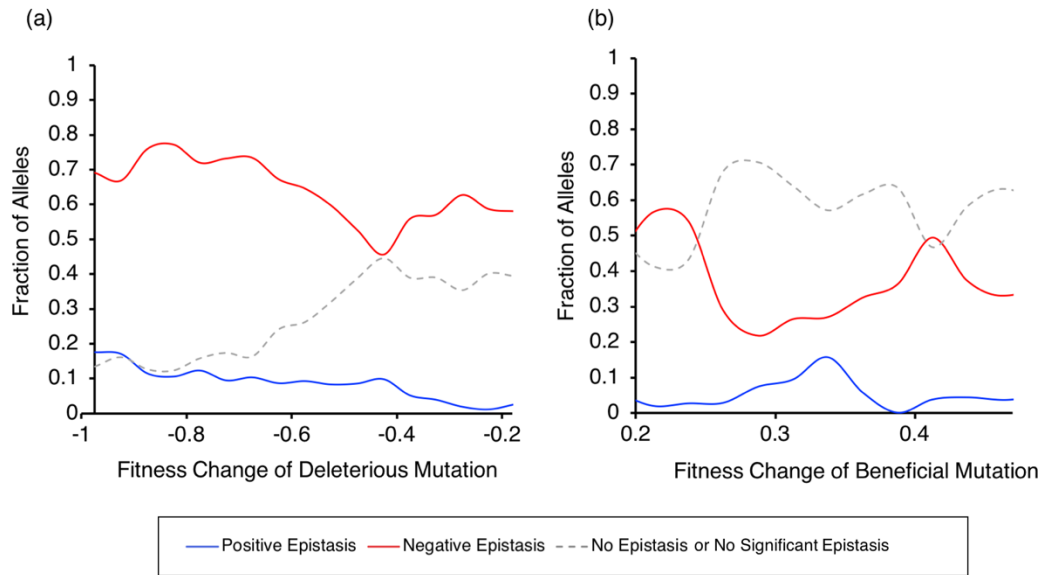 (a)
1
0.9
0.8
0.7
0.6
0.5
0.4
0.3
0.2
0.1
0
Fraction of Alleles
-1 -0.8 -0.6 -0.4 -0.2
Fitness Change of Deleterious Mutation
(b)
1
0.9
0.8
0.7
0.6
0.5
0.4
0.3
0.2
0.1
0
Fraction of Alleles
0.2 0.3 0.4
Fitness Change of Beneficial Mutation
Positive Epistasis Negative Epistasis No Epistasis or No Significant Epistasis